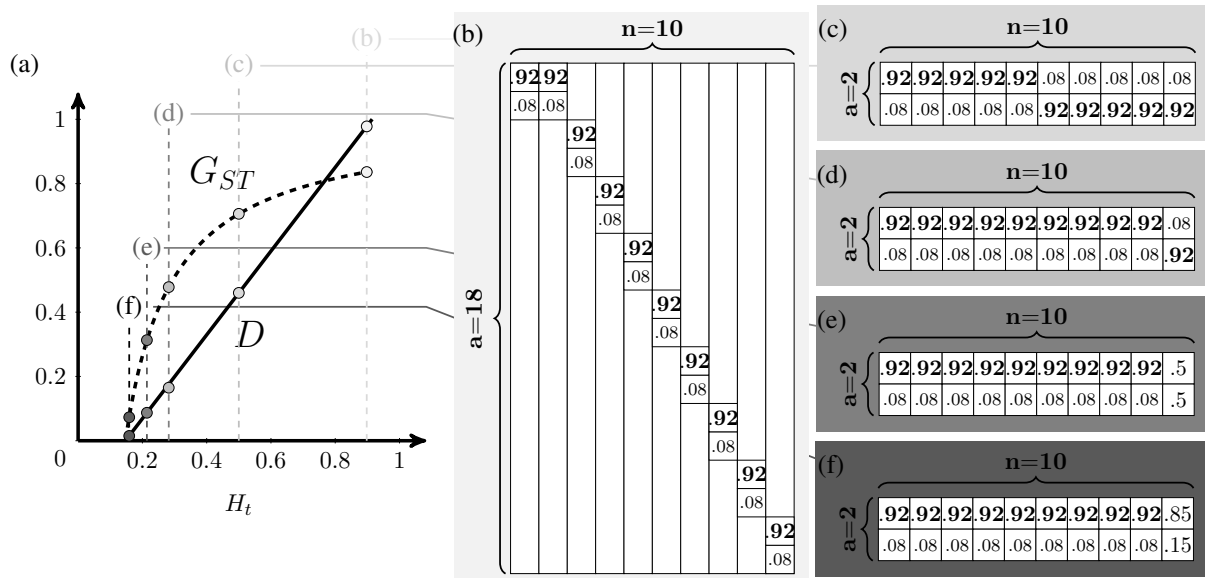 (a)
(b)
(c)
(d)
(e)
(f)
1
0.8
0.6
0.4
0.2
0
0.2
0.4
0.6
0.8
1
G_ST
D
H_t
(b)
n=10
a=18
.92 .92
.08 .08
.92
.08
.92
.08
.92
.08
.92
.08
.92
.08
.92
.08
.92
.08
.92
.08
(c)
n=10
a=2
.92 .92 .92 .92 .92 .08 .08 .08 .08 .08
.08 .08 .08 .08 .08 .92 .92 .92 .92 .92
(d)
n=10
a=2
.92 .92 .92 .92 .92 .92 .92 .92 .92 .08
.08 .08 .08 .08 .08 .08 .08 .08 .08 .92
(e)
n=10
a=2
.92 .92 .92 .92 .92 .92 .92 .92 .92 .5
.08 .08 .08 .08 .08 .08 .08 .08 .08 .5
(f)
n=10
a=2
.92 .92 .92 .92 .92 .92 .92 .92 .92 .85
.08 .08 .08 .08 .08 .08 .08 .08 .08 .15